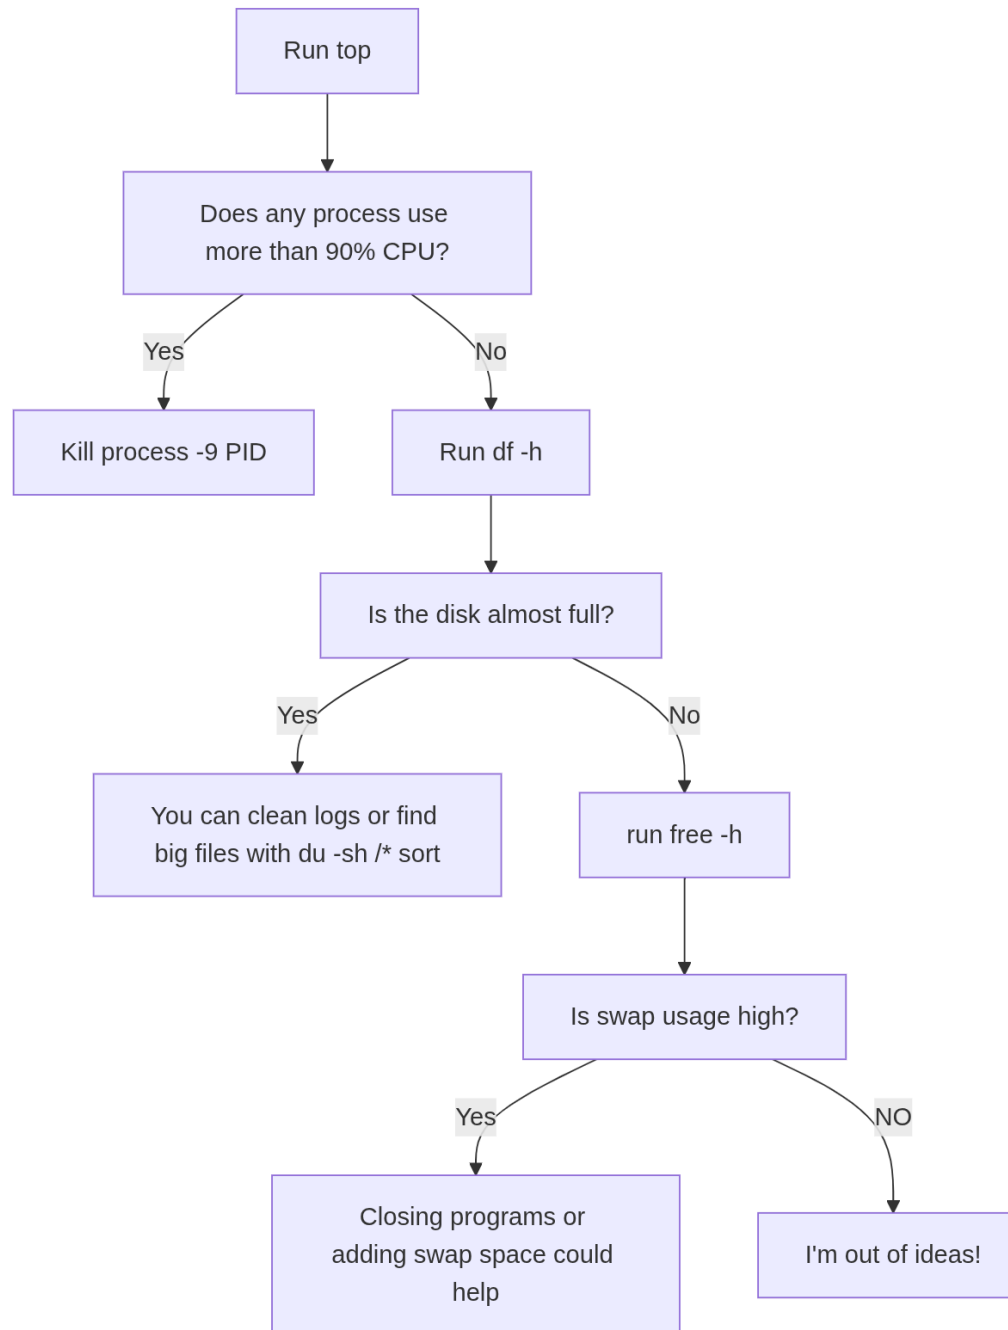 Run top
Does any process use
more than 90% CPU?
Yes
No
Kill process -9 PID
Run df -h
Is the disk almost full?
Yes
No
You can clean logs or find
big files with du -sh /* sort
run free -h
Is swap usage high?
Yes
NO
Closing programs or
adding swap space could
help
I'm out of ideas!